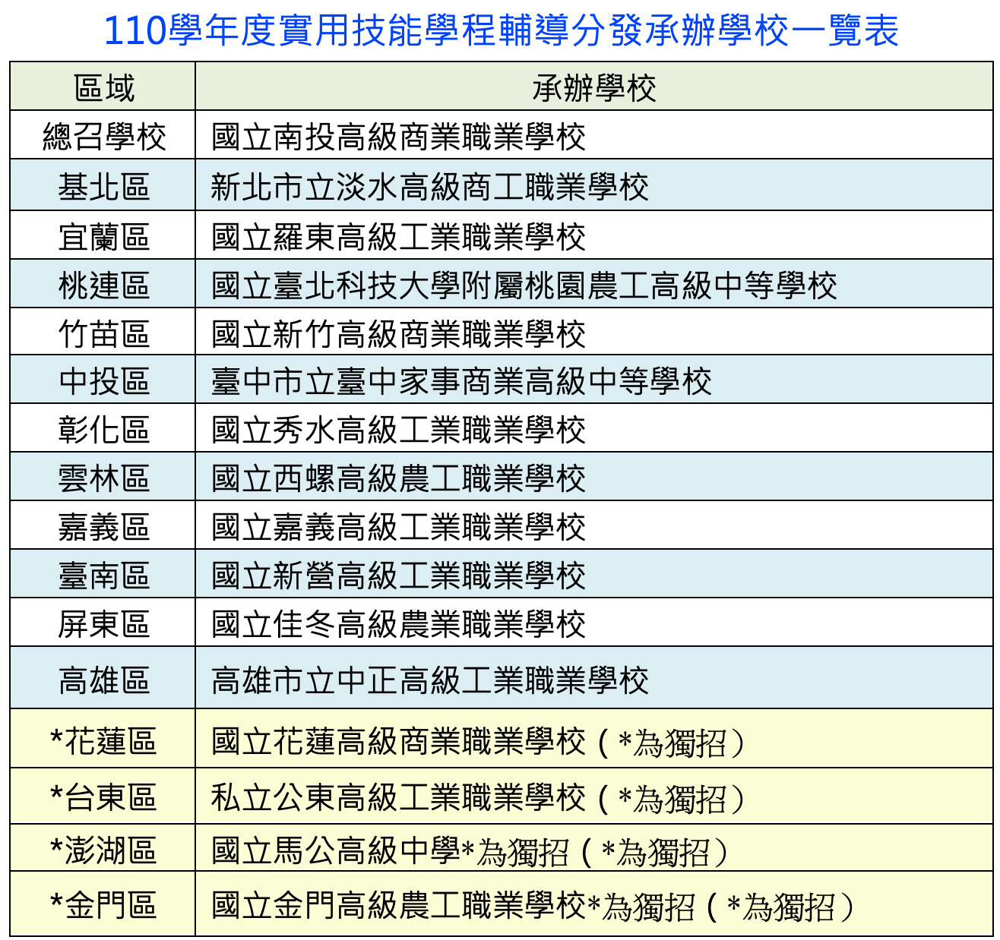 110學年度實用技能學程輔導分發承辦學校一覽表
區域 承辦學校
總召學校 國立南投高級商業職業學校
基北區 新北市立淡水高級商工職業學校
宜蘭區 國立羅東高級工業職業學校
桃連區 國立臺北科技大學附屬桃園農工高級中等學校
竹苗區 國立新竹高級商業職業學校
中投區 臺中市立臺中家事商業高級中等學校
彰化區 國立秀水高級工業職業學校
雲林區 國立西螺高級農工職業學校
嘉義區 國立嘉義高級工業職業學校
臺南區 國立新營高級工業職業學校
屏東區 國立佳冬高級農業職業學校
高雄區 高雄市立中正高級工業職業學校
*花蓮區 國立花蓮高級商業職業學校（*為獨招）
*台東區 私立公東高級工業職業學校（*為獨招）
*澎湖區 國立馬公高級中學*為獨招（*為獨招）
*金門區 國立金門高級農工職業學校*為獨招（*為獨招）